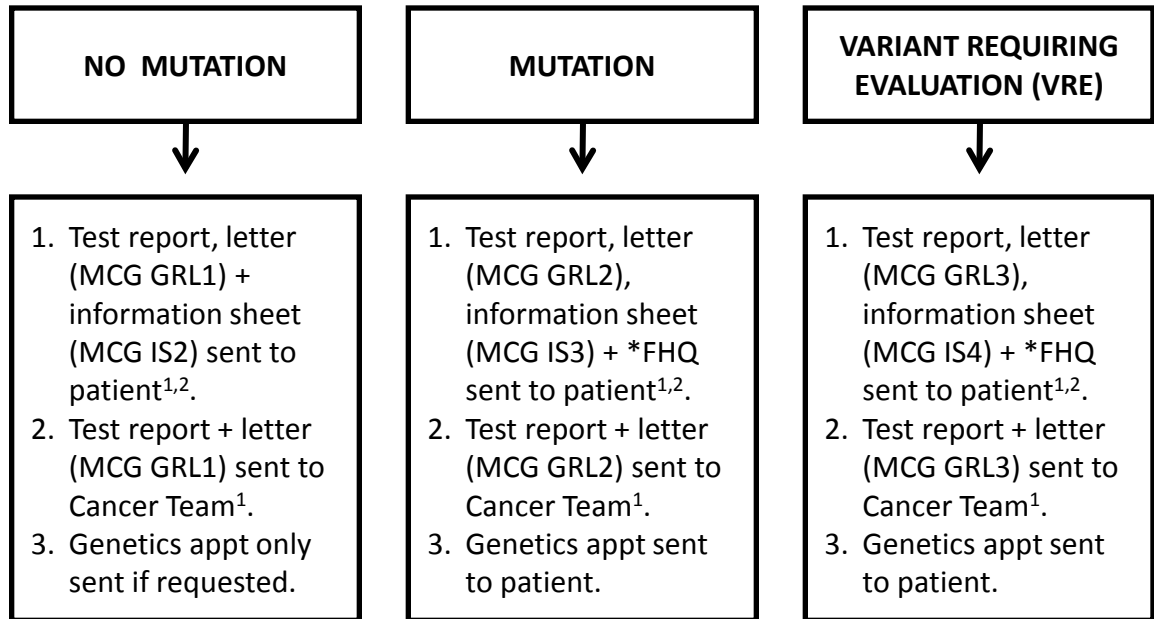 NO MUTATION
1. Test report, letter
(MCG GRL1) +
information sheet
(MCG IS2) sent to
patient1,2.
2. Test report + letter
(MCG GRL1) sent to
Cancer Team1.
3. Genetics appt only
sent if requested.
MUTATION
1. Test report, letter
(MCG GRL2),
information sheet
(MCG IS3) + *FHQ
sent to patient1,2.
2. Test report + letter
(MCG GRL2) sent to
Cancer Team1.
3. Genetics appt sent
to patient.
VARIANT REQUIRING
EVALUATION (VRE)
1. Test report, letter
(MCG GRL3),
information sheet
(MCG IS4) + *FHQ
sent to patient1,2.
2. Test report + letter
(MCG GRL3) sent to
Cancer Team1.
3. Genetics appt sent
to patient.